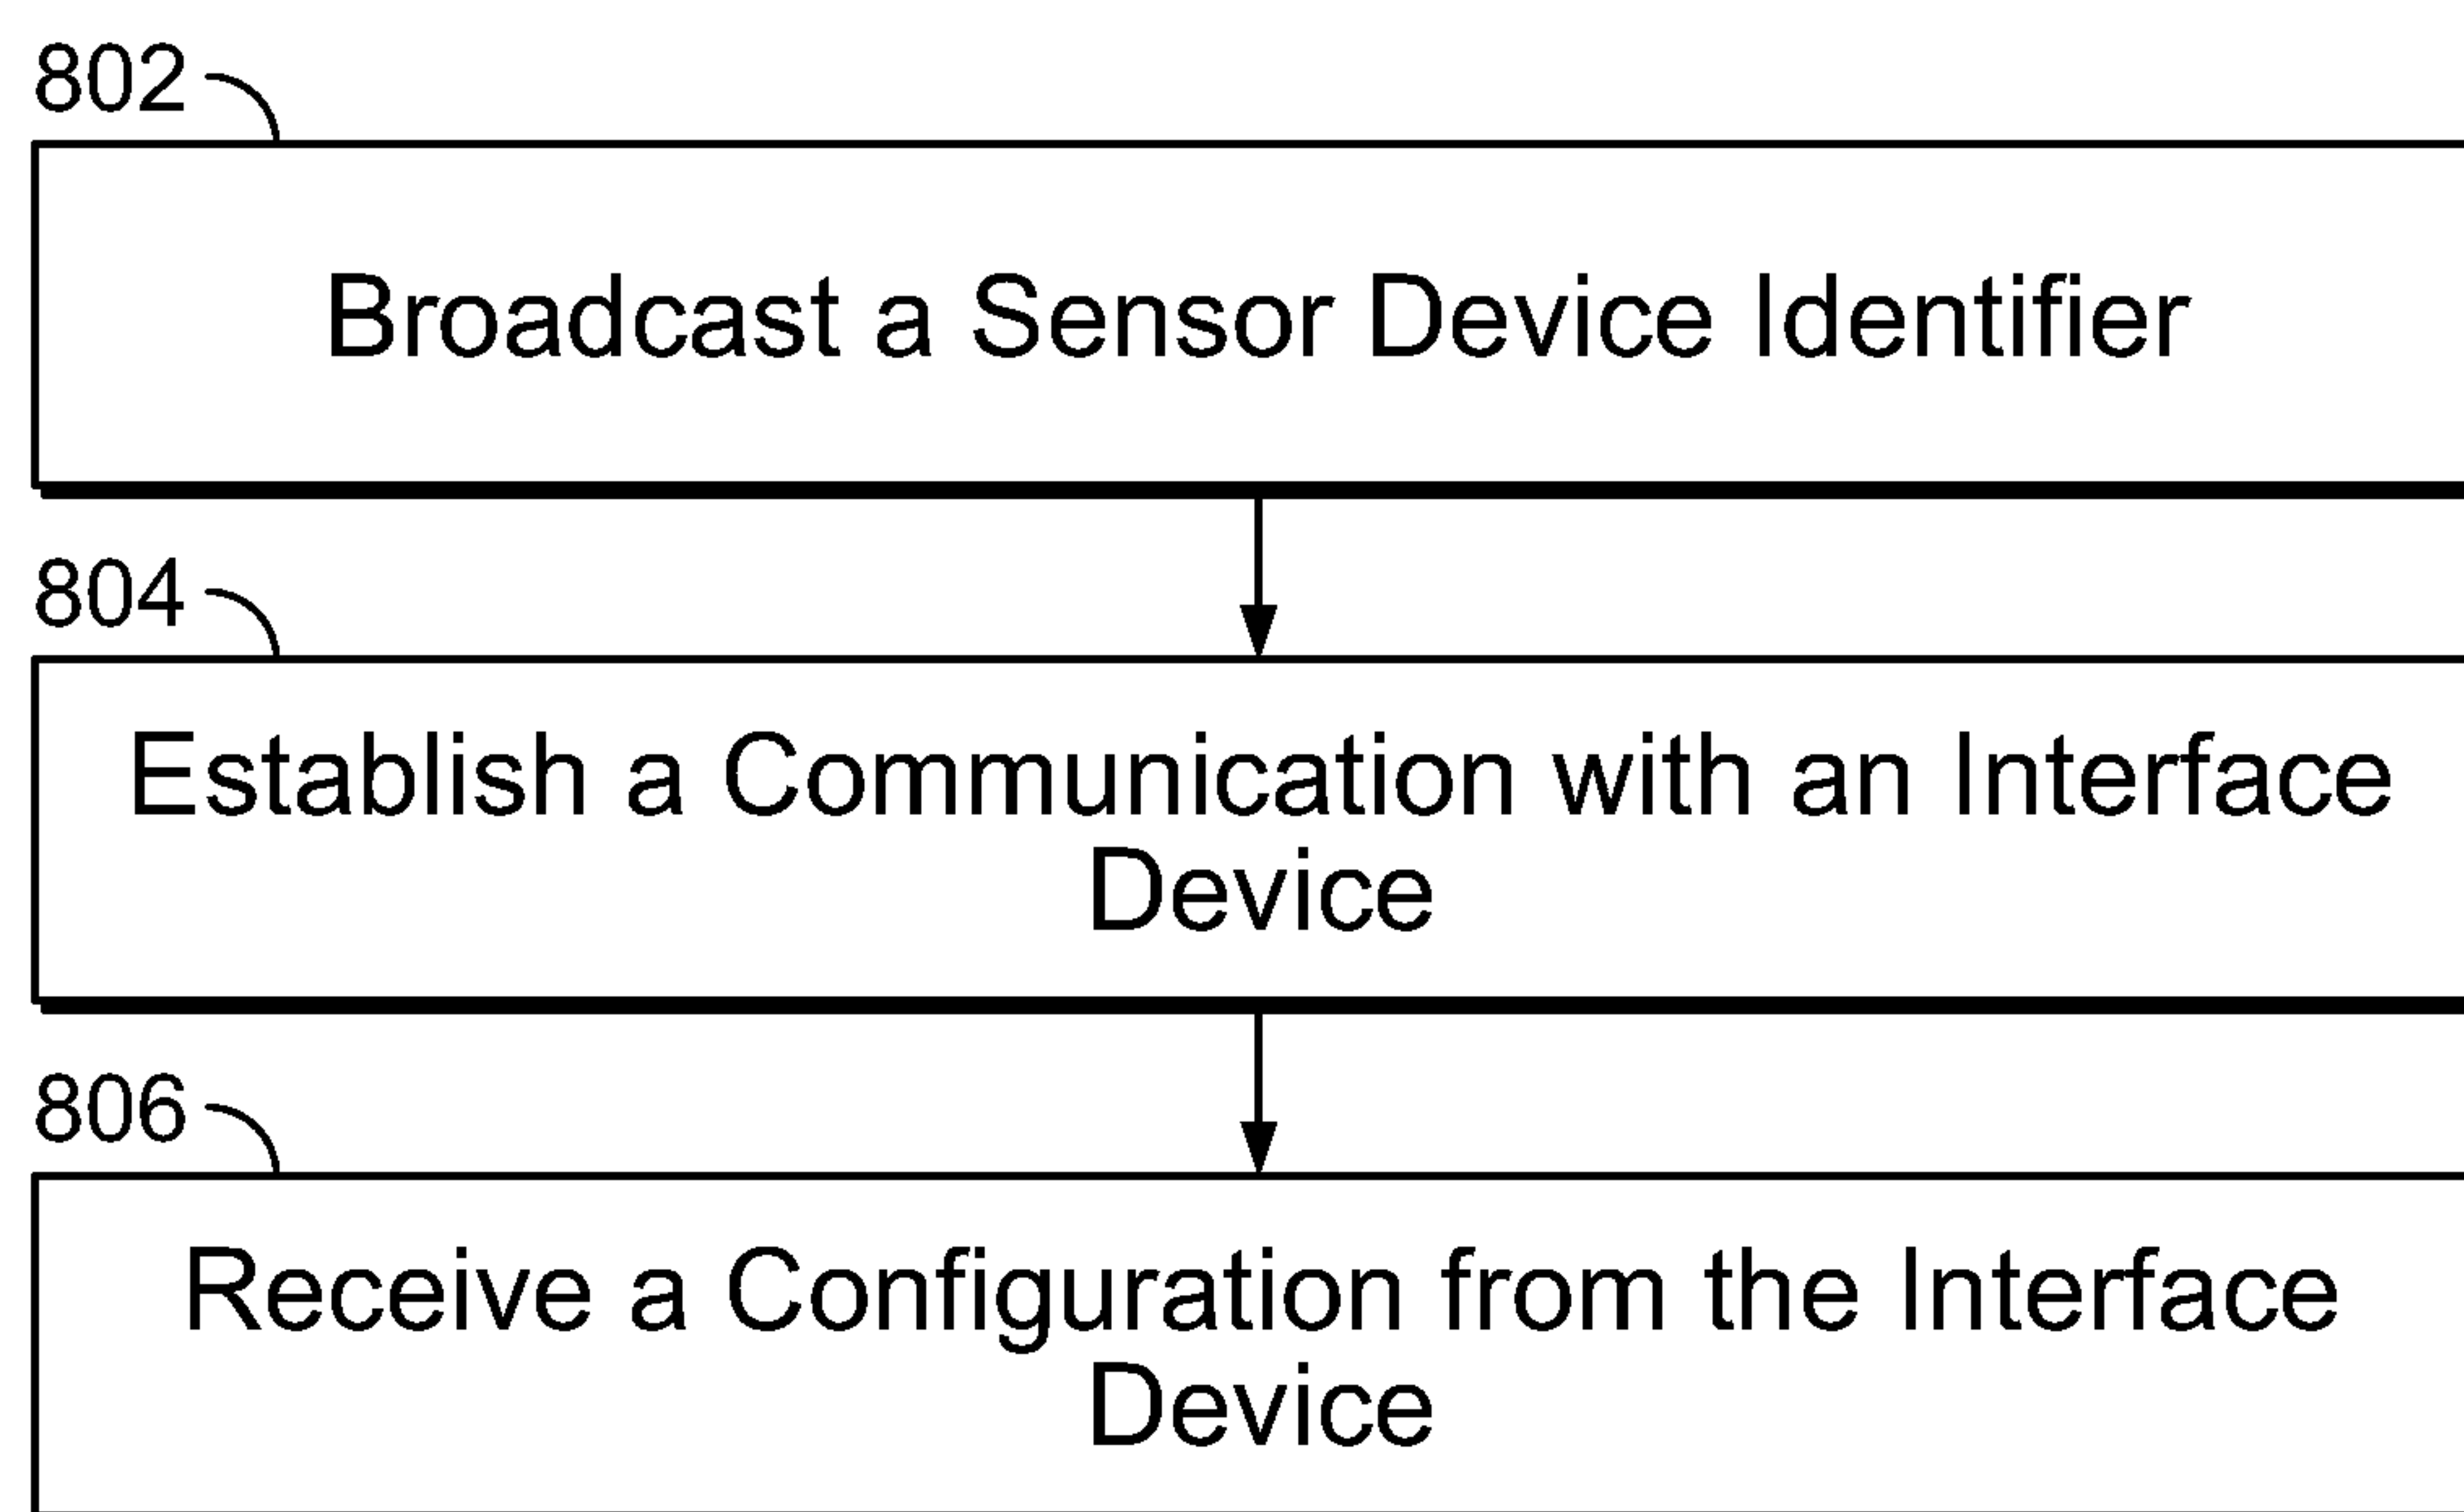 802
Broadcast a Sensor Device Identifier
804
Establish a Communication with an Interface
Device
806
Receive a Configuration from the Interface
Device